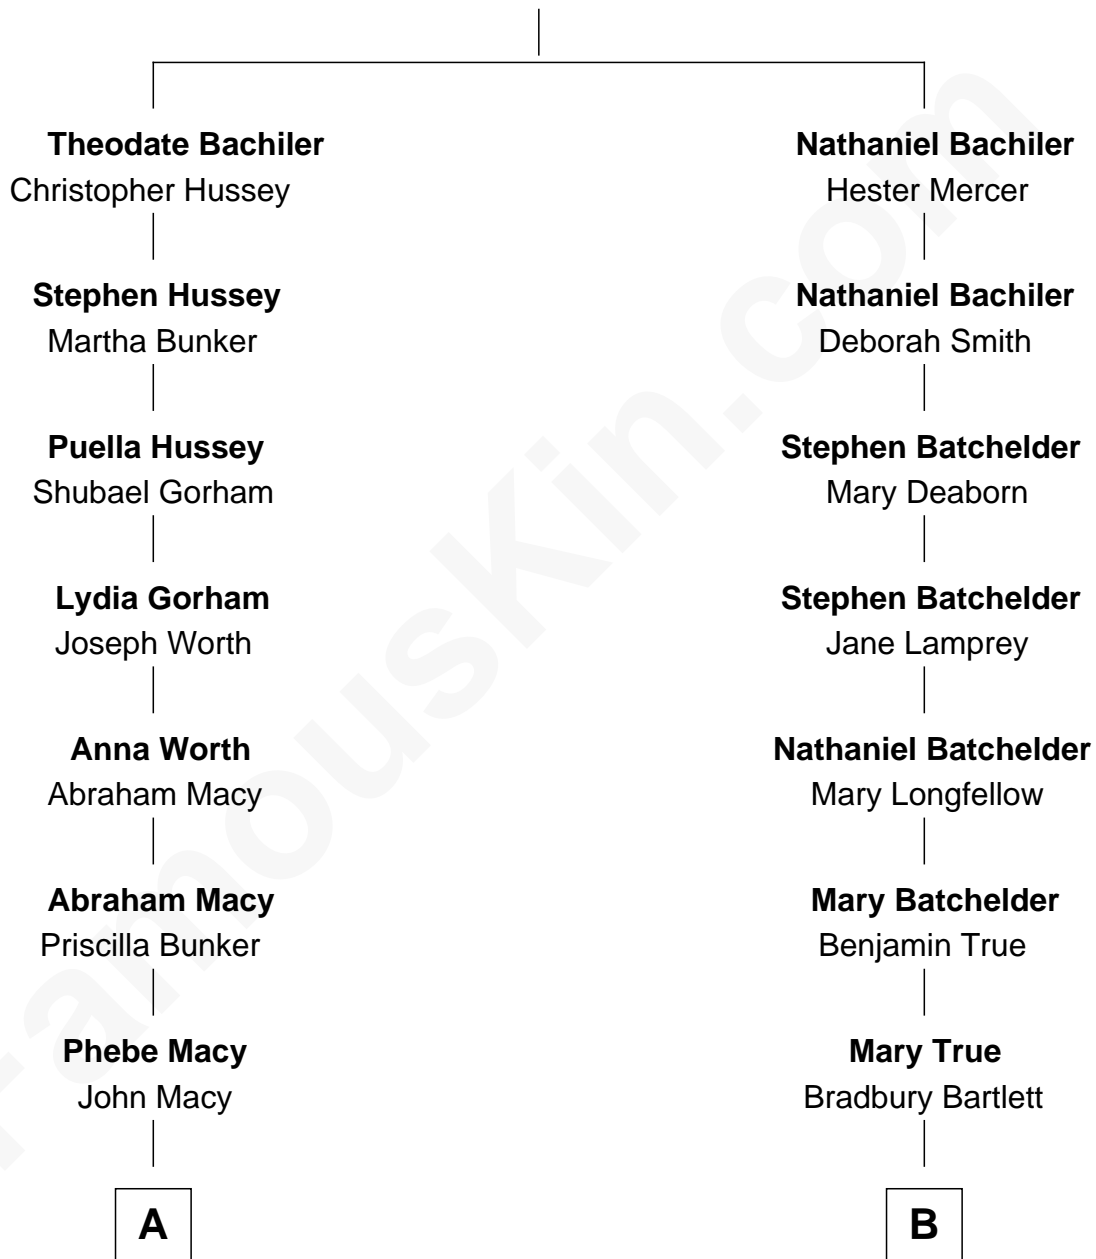 Theodate Bachiler
Christopher Hussey
Stephen Hussey
Martha Bunker
Puella Hussey
Shubael Gorham
Lydia Gorham
Joseph Worth
Anna Worth
Abraham Macy
Abraham Macy
Priscilla Bunker
Phebe Macy
John Macy
A
Nathaniel Bachiler
Hester Mercer
Nathaniel Bachiler
Deborah Smith
Stephen Batchelder
Mary Deaborn
Stephen Batchelder
Jane Lamprey
Nathaniel Batchelder
Mary Longfellow
Mary Batchelder
Benjamin True
Mary True
Bradbury Bartlett
B
FamousKin.com